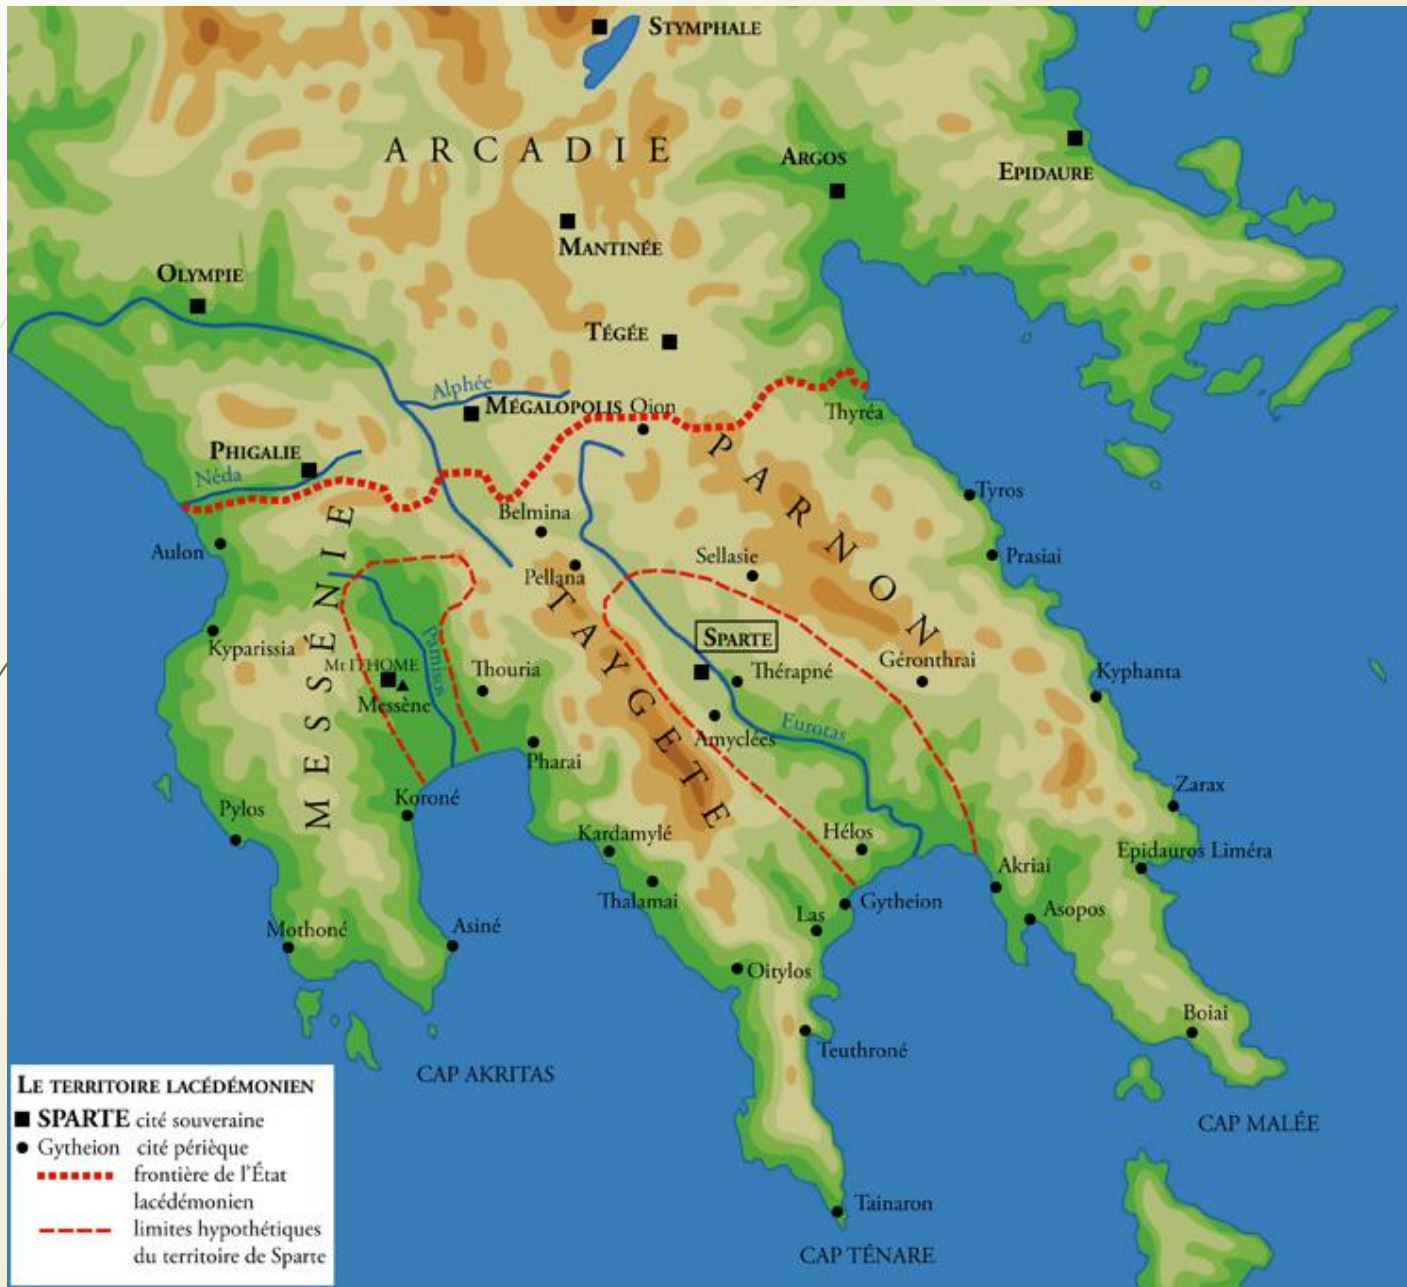 STYMPHALE
ARCADIE
ARGOS
EPIDAURE
MANTINÉE
OLYMPIE
TÉGÉE
Alphée
MÉGALOPOLIS
Oion
Thyréa
PHIGALIE
Néda
PARNON
Tyros
Belmina
Aulon
Sellasie
Prasiai
Pellana
MESSÉNIE
TAYGETE
SPARTE
Kyparissia
Pamisos
Mt ITHOME
Thouria
Thérapné
Géronthrai
Kyphanta
Messène
Eurotas
Amyclées
Pharai
Zarax
Koroné
Pylos
Kardamylé
Hélos
Epidauros Liméra
Akriai
Thalamai
Gytheion
Las
Asopos
Mothoné
Asiné
Oitylos
Boiai
Teuthroné
CAP AKRITAS
CAP MALÉE
Tainaron
CAP TÉNARE
LE TERRITOIRE LACÉDÉMONIEN
SPARTE cité souveraine
Gytheion cité périèque
frontière de l'État
lacédémonien
limites hypothétiques
du territoire de Sparte